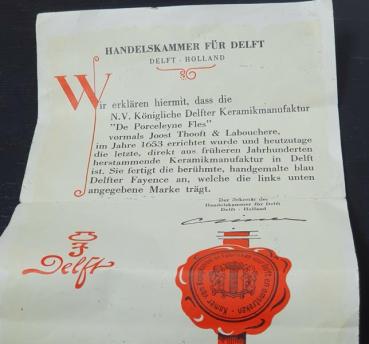 HANDELSKAMMER FÜR DELFT
DELFT - HOLLAND
Wir erklären hiermit, dass die
N.V. Königliche Delfter Keramikmanufaktur
"De Porceleyne Fles"
vormals Joost Thooft & Labouchere,
im Jahre 1653 errichtet wurde und heutzutage
die letzte, direkt aus früheren Jahrhunderten
herstammende Keramikmanufaktur in Delft
ist. Sie fertigt die berühmte, handgemalte blau
Delfter Fayence an, welche die links unten
angegebene Marke trägt.
Der Sekretär der
Handelskammer für Delft
Delft - Holland
Delft